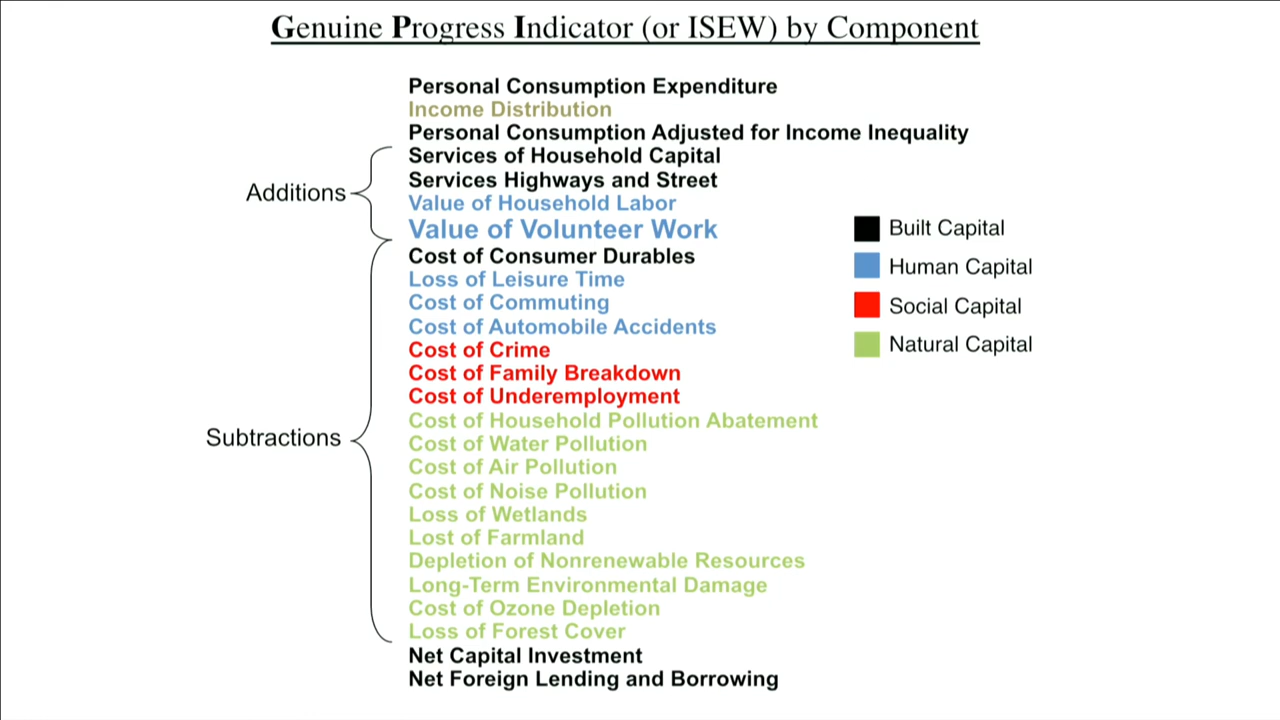 Genuine Progress Indicator (or ISEW) by Component
Personal Consumption Expenditure
Income Distribution
Personal Consumption Adjusted for Income Inequality
Services of Household Capital
Services Highways and Street
Value of Household Labor
Value of Volunteer Work
Cost of Consumer Durables
Loss of Leisure Time
Cost of Commuting
Cost of Automobile Accidents
Cost of Crime
Cost of Family Breakdown
Cost of Underemployment
Cost of Household Pollution Abatement
Cost of Water Pollution
Cost of Air Pollution
Cost of Noise Pollution
Loss of Wetlands
Lost of Farmland
Depletion of Nonrenewable Resources
Long-Term Environmental Damage
Cost of Ozone Depletion
Loss of Forest Cover
Net Capital Investment
Net Foreign Lending and Borrowing
Additions
Subtractions
Built Capital
Human Capital
Social Capital
Natural Capital